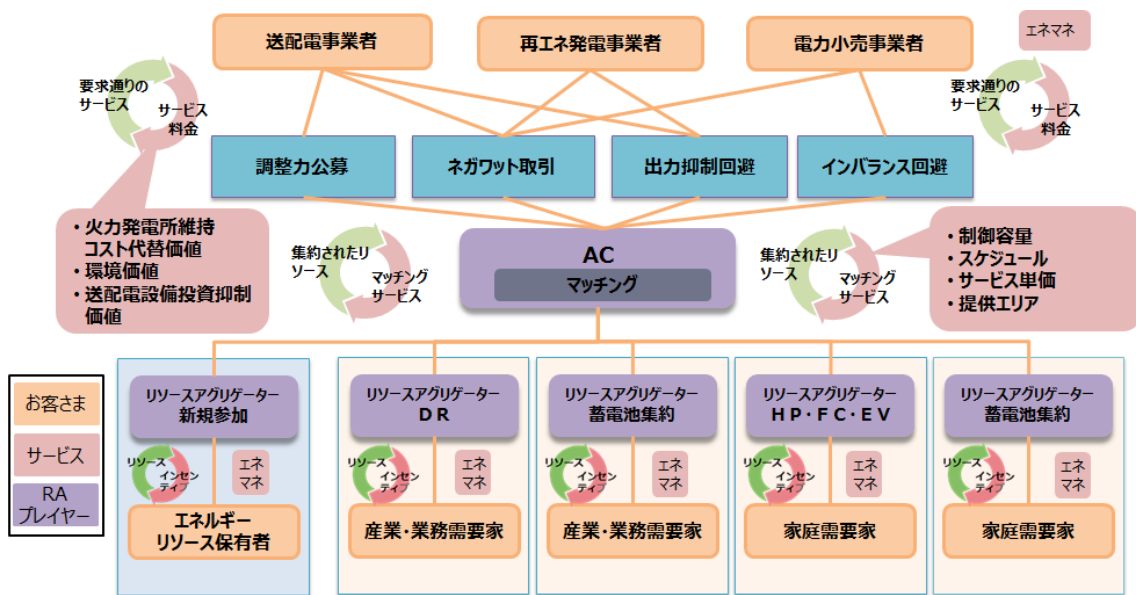 送配電事業者
再エネ発電事業者
電力小売事業者
エネマネ
要求通りの
サービス
サービス
料金
要求通りの
サービス
サービス
料金
調整力公募
ネガワット取引
出力抑制回避
インバランス回避
・火力発電所維持
コスト代替価値
・環境価値
・送配電設備投資抑制
価値
集約されたリ
ソース
マッチング
サービス
AC
マッチング
集約されたリ
ソース
マッチング
サービス
・制御容量
・スケジュール
・サービス単価
・提供エリア
お客さま
サービス
RA
プレイヤー
リソースアグリゲーター
新規参加
リソース
インセン
ティブ
エネ
マネ
エネルギー
リソース保有者
リソースアグリゲーター
DR
リソース
インセン
ティブ
エネ
マネ
産業・業務需要家
リソースアグリゲーター
蓄電池集約
リソース
インセン
ティブ
エネ
マネ
産業・業務需要家
リソースアグリゲーター
HP・FC・EV
リソース
インセン
ティブ
エネ
マネ
家庭需要家
リソースアグリゲーター
蓄電池集約
リソース
インセン
ティブ
エネ
マネ
家庭需要家